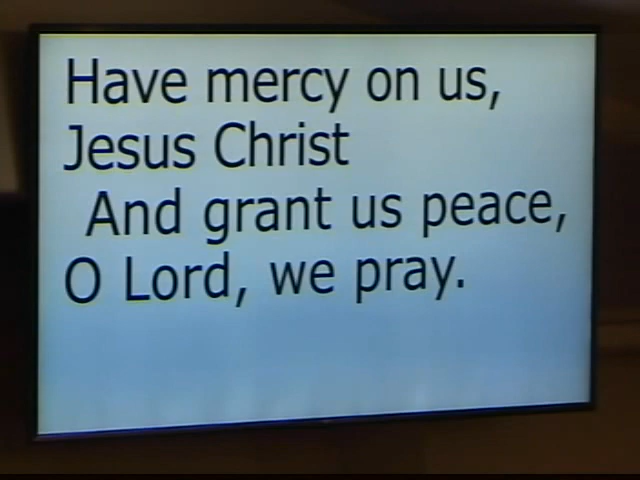 Have mercy on us,
Jesus Christ
And grant us peace,
O Lord, we pray.